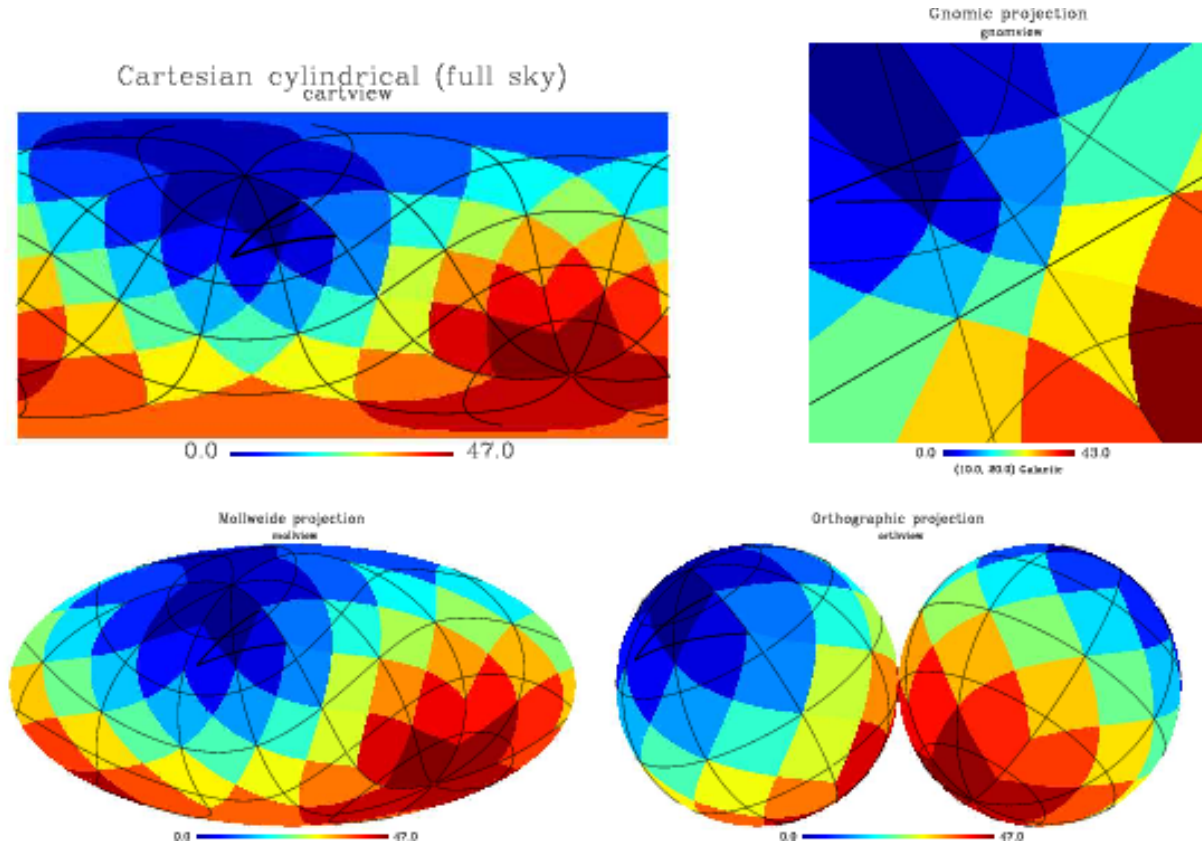 Cartesian cylindrical (full sky)
cartview
0.0 47.0
Gnomic projection
gnomview
0.0 43.0
(10.0, 80.0) Galactic
Mollweide projection
mollview
0.0 47.0
Orthographic projection
orthview
0.0 47.0